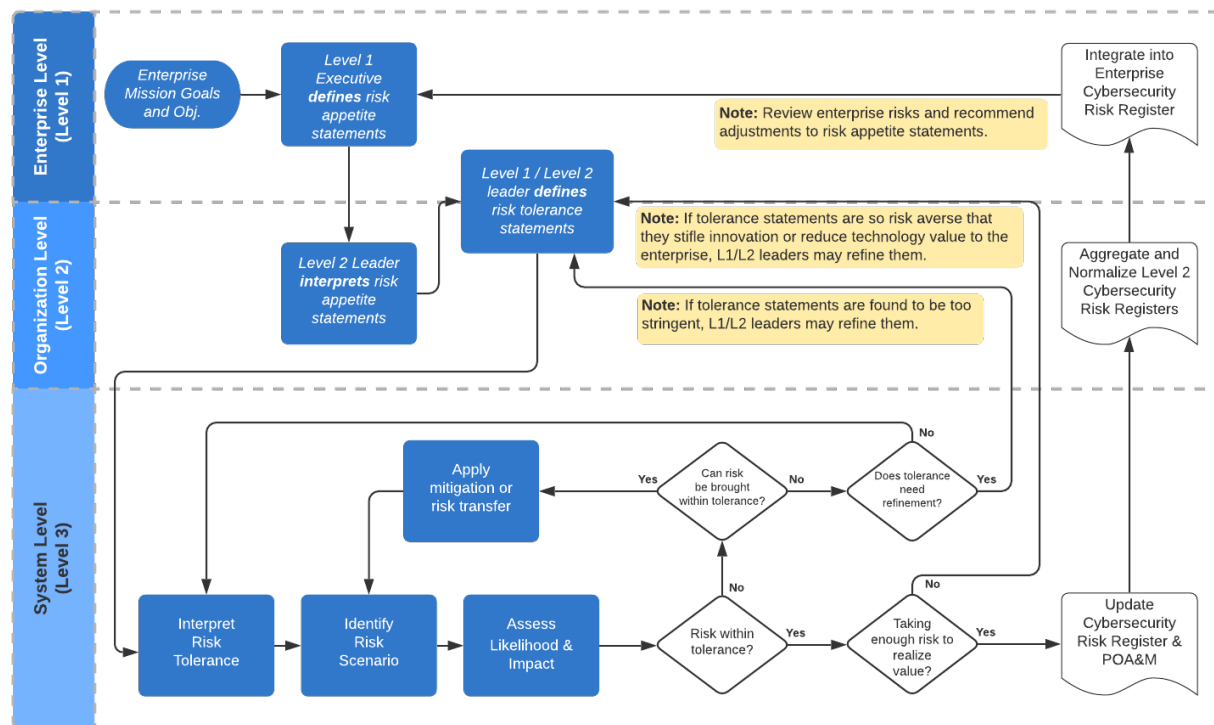 Enterprise Level
(Level 1)
Enterprise
Mission Goals
and Obj.
Level 1
Executive
defines risk
appetite
statements
Integrate into
Enterprise
Cybersecurity
Risk Register
Note: Review enterprise risks and recommend
adjustments to risk appetite statements.
Level 1 / Level 2
leader defines
risk tolerance
statements
Organization Level
(Level 2)
Level 2 Leader
interprets risk
appetite
statements
Note: If tolerance statements are so risk averse that
they stifle innovation or reduce technology value to the
enterprise, L1/L2 leaders may refine them.
Note: If tolerance statements are found to be too
stringent, L1/L2 leaders may refine them.
Aggregate and
Normalize Level 2
Cybersecurity
Risk Registers
System Level
(Level 3)
No
Apply
mitigation or
risk transfer
Yes
Can risk
be brought
within tolerance?
No
Does tolerance
need
refinement?
Yes
No
No
Interpret
Risk
Tolerance
Identify
Risk
Scenario
Assess
Likelihood &
Impact
Risk within
tolerance?
Yes
Taking
enough risk to
realize
value?
Yes
Update
Cybersecurity
Risk Register &
POA&M